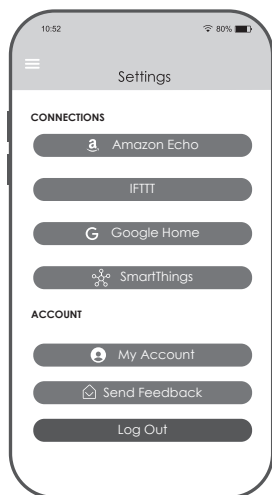 10:52 80%
Settings
CONNECTIONS
a Amazon Echo
IFTTT
G Google Home
SmartThings
ACCOUNT
My Account
Send Feedback
Log Out